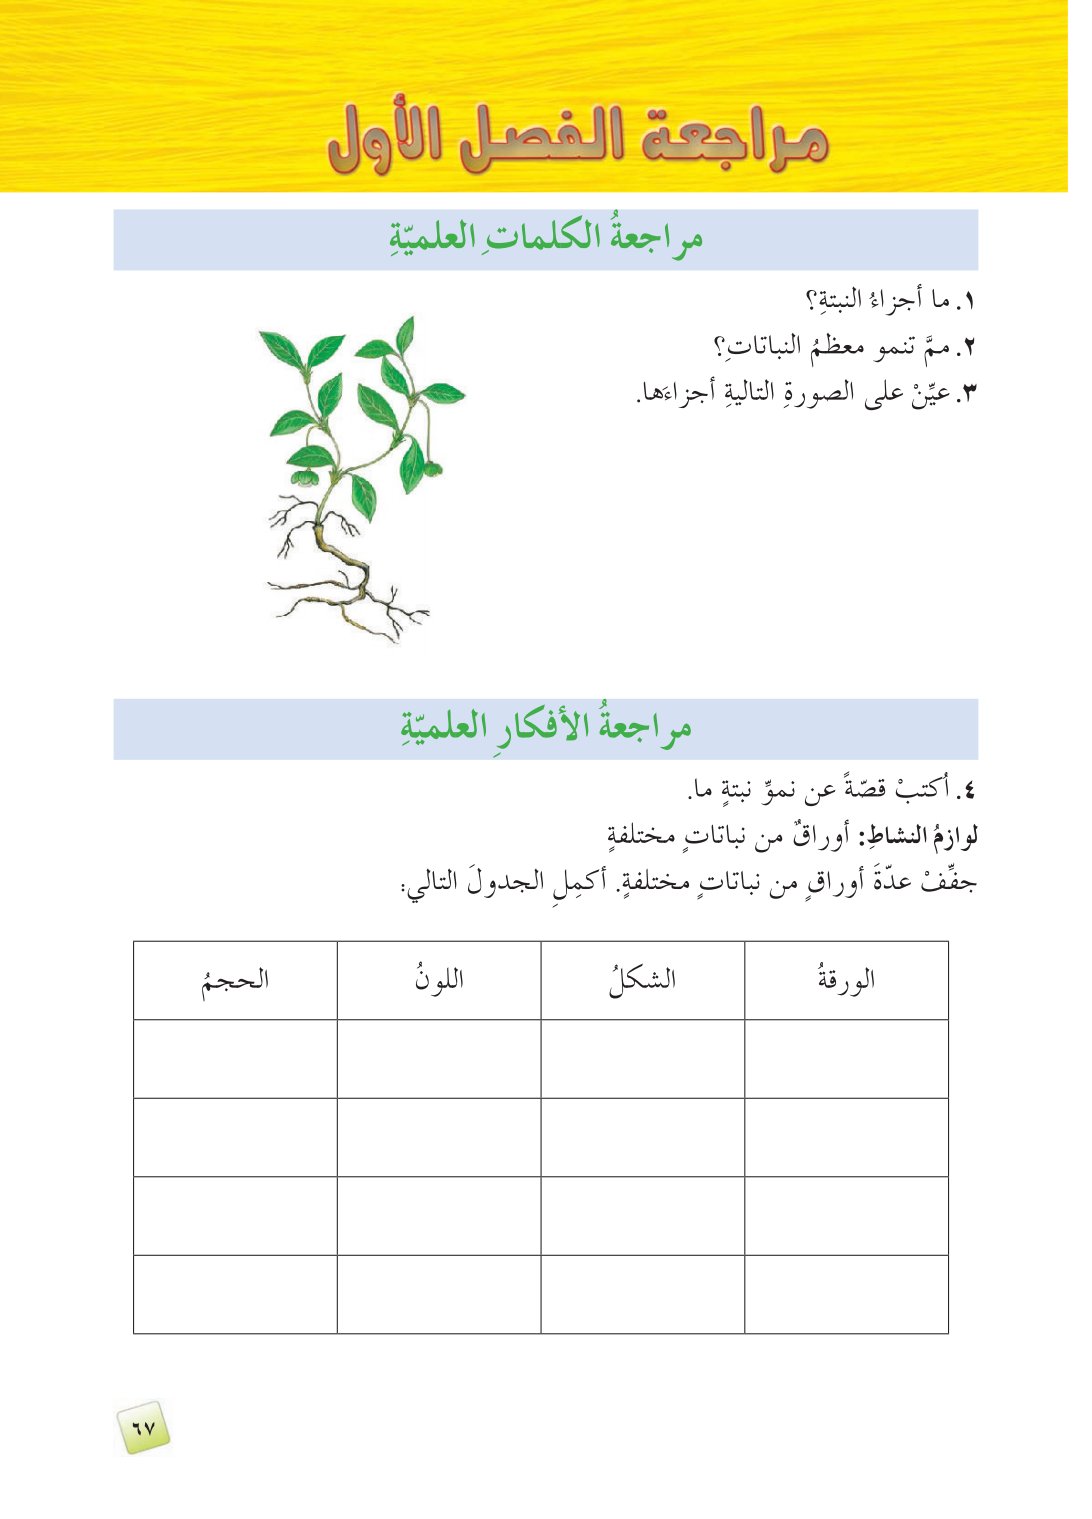 مراجعة الفصل الأول
مراجعةُ الكلماتِ العلميّةِ
١. ما أجزاءُ النبتةِ؟
٢. ممَّ تنمو معظمُ النباتاتِ؟
٣. عيِّنْ على الصورةِ التاليةِ أجزاءَها.
مراجعةُ الأفكارِ العلميّةِ
٤. اُكتبْ قصّةً عن نموِّ نبتةٍ ما.
لوازمُ النشاطِ: أوراقٌ من نباتاتٍ مختلفةٍ
جفِّفْ عدّةَ أوراقٍ من نباتاتٍ مختلفةٍ. أكمِلِ الجدولَ التالي:
الورقةُ الشكلُ اللونُ الحجمُ
٦٧